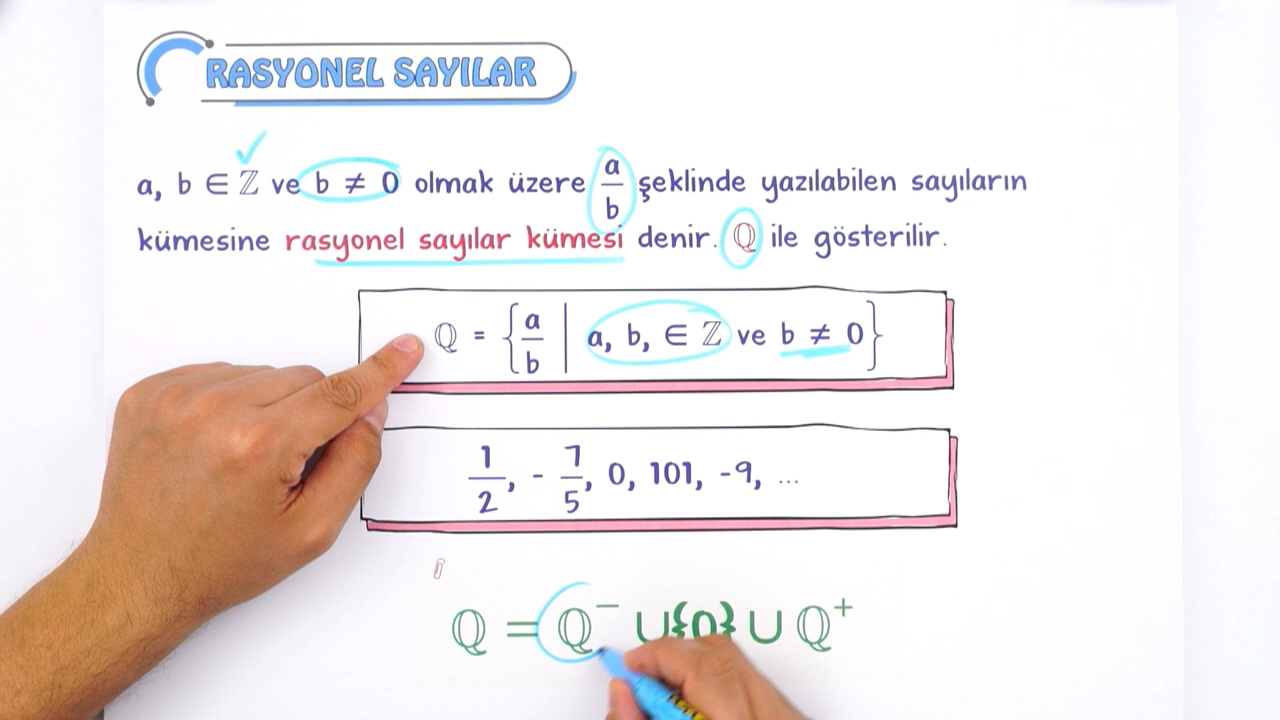 RASYONEL SAYILAR
a, b ∈ ℤ ve b ≠ 0 olmak üzere a/b şeklinde yazılabilen sayıların
kümesine rasyonel sayılar kümesi denir. ℚ ile gösterilir.
ℚ = {a/b | a, b, ∈ ℤ ve b ≠ 0}
1/2, - 7/5, 0, 101, -9, ...
ℚ = ℚ⁻ ∪ {0} ∪ ℚ⁺